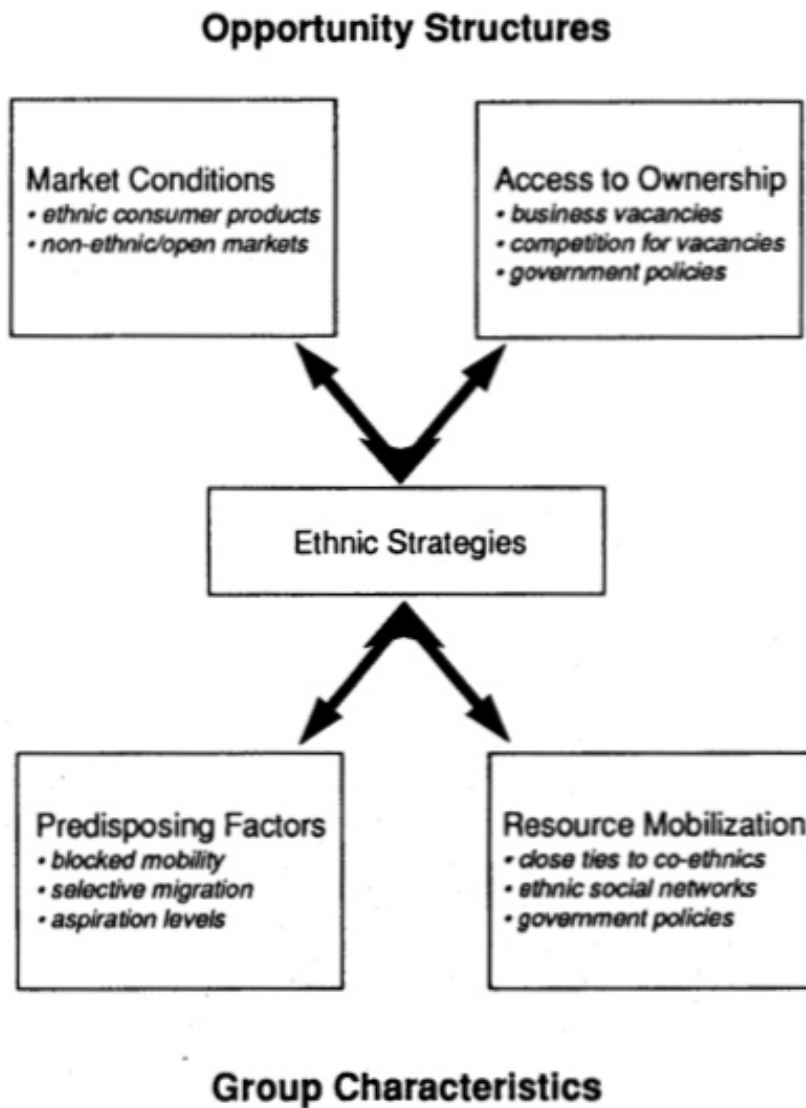 Opportunity Structures
Market Conditions
• ethnic consumer products
• non-ethnic/open markets
Access to Ownership
• business vacancies
• competition for vacancies
• government policies
Ethnic Strategies
Predisposing Factors
• blocked mobility
• selective migration
• aspiration levels
Resource Mobilization
• close ties to co-ethnics
• ethnic social networks
• government policies
Group Characteristics